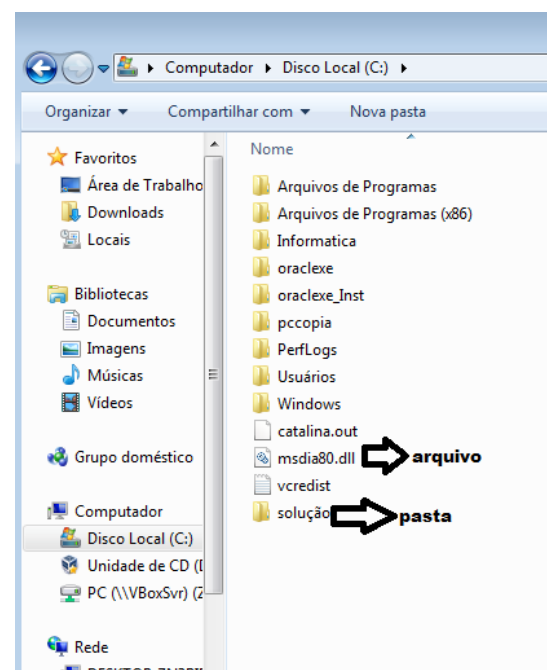 Computador Disco Local (C:)
Organizar Compartilhar com Nova pasta
Favoritos
Área de Trabalho
Downloads
Locais
Bibliotecas
Documentos
Imagens
Músicas
Vídeos
Grupo doméstico
Computador
Disco Local (C:)
Unidade de CD (
PC (\\VBoxSvr) (
Rede
Nome
Arquivos de Programas
Arquivos de Programas (x86)
Informatica
oraclexe
oraclexe_Inst
pccopia
PerfLogs
Usuários
Windows
catalina.out
msdia80.dll arquivo
vcredist
solução pasta